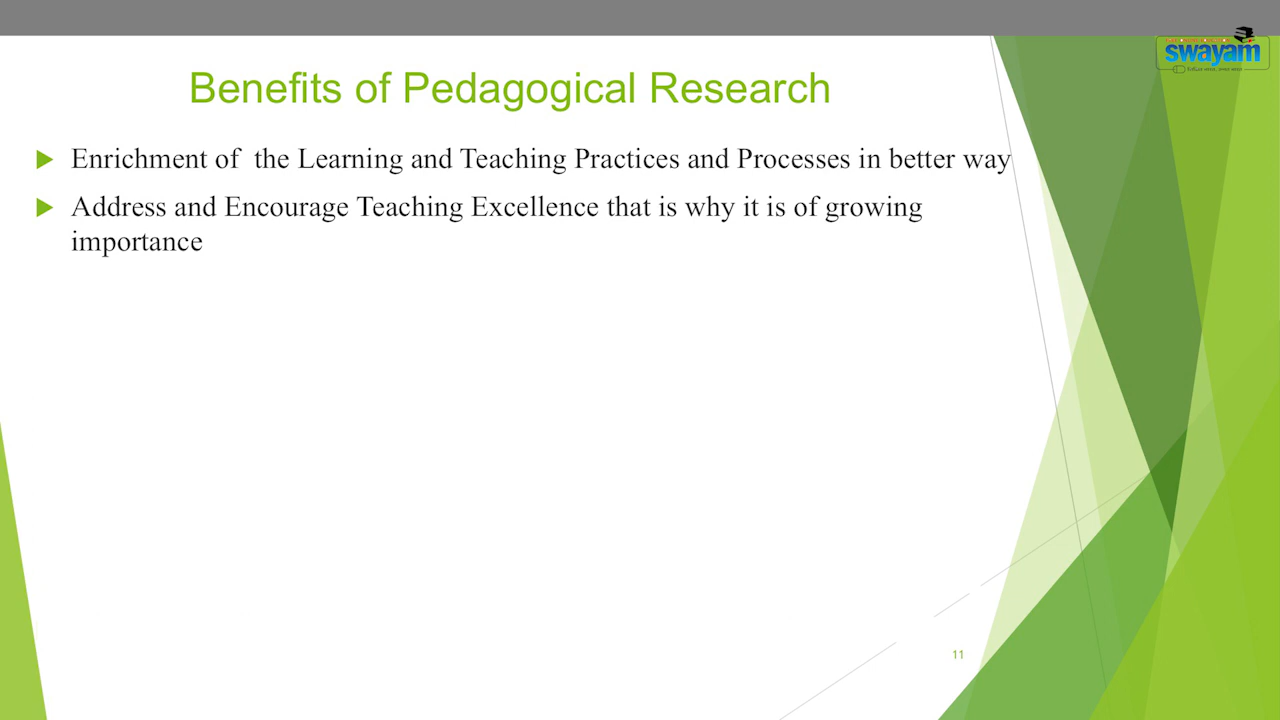 swayam
Benefits of Pedagogical Research
Enrichment of the Learning and Teaching Practices and Processes in better way
Address and Encourage Teaching Excellence that is why it is of growing
importance
11